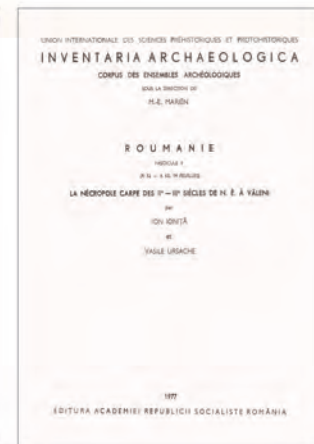 UNION INTERNATIONALE DES SCIENCES PRÉHISTORIQUES ET PROTOHISTORIQUES
INVENTARIA ARCHAEOLOGICA
CORPUS DES ENSEMBLES ARCHÉOLOGIQUES
SOUS LA DIRECTION DE
M.-E. MARIËN
ROUMANIE
FASCICULE
LA NÉCROPOLE CARPE DES IIᵉ–IIIᵉ SIÈCLES DE N. È. À VĂLENI
par
ION IONIȚĂ
et
VASILE URSACHE
1977
EDITURA ACADEMIEI REPUBLICII SOCIALISTE ROMÂNIA